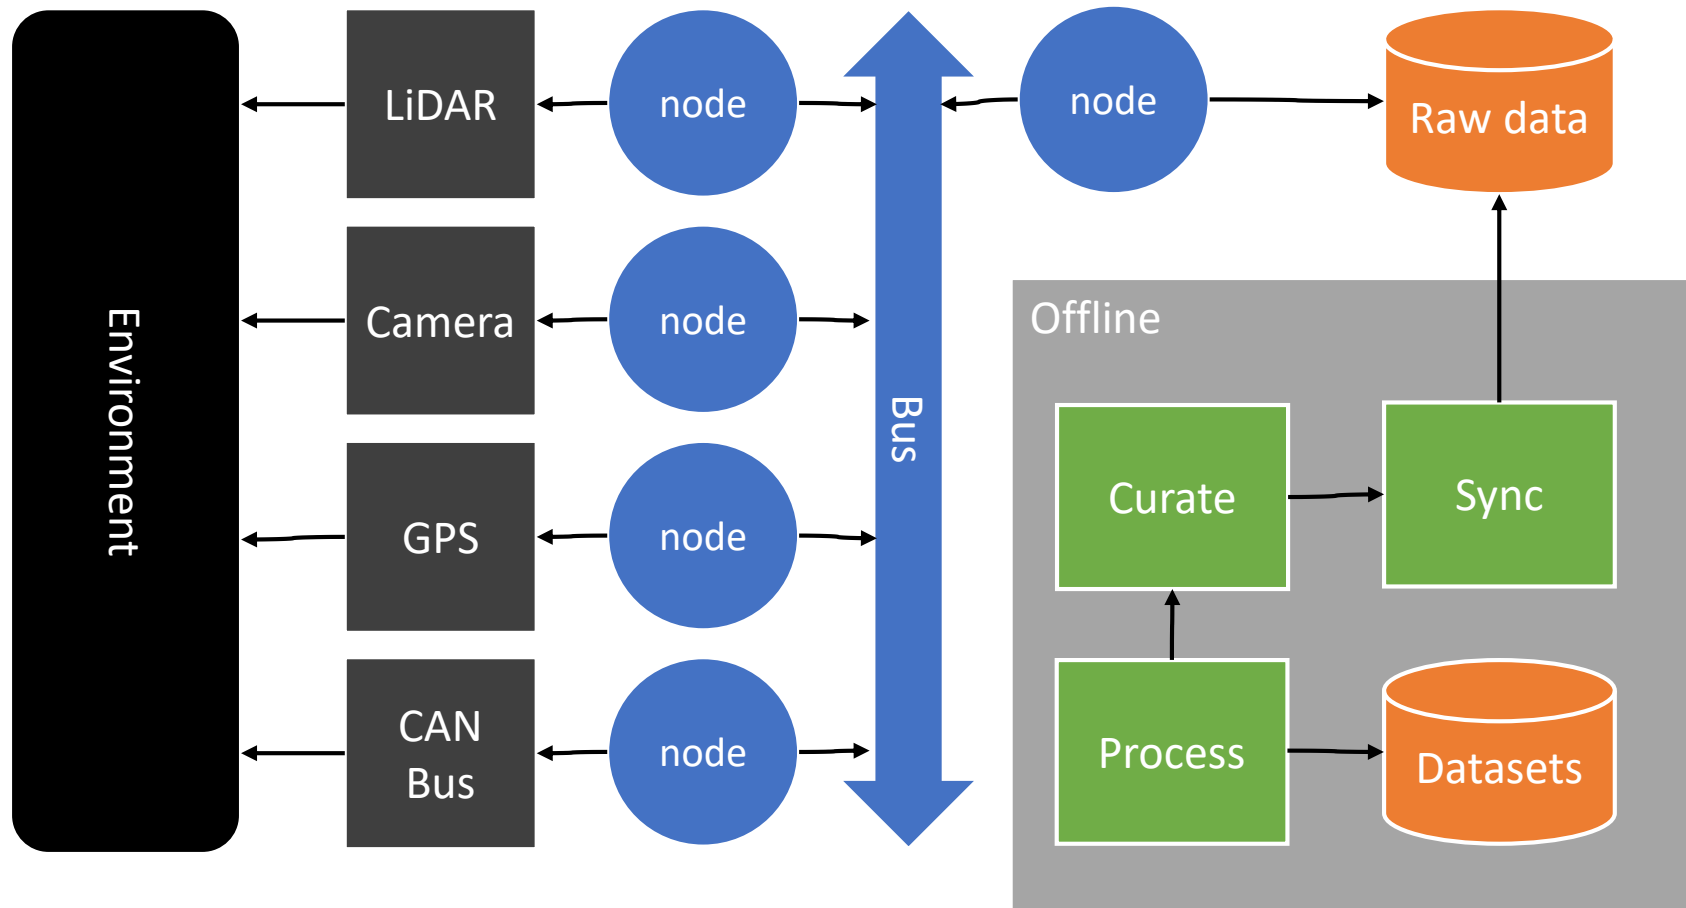 Environment
LiDAR
node
node
Raw data
Camera
node
Offline
Bus
GPS
node
Curate
Sync
CAN
Bus
node
Process
Datasets